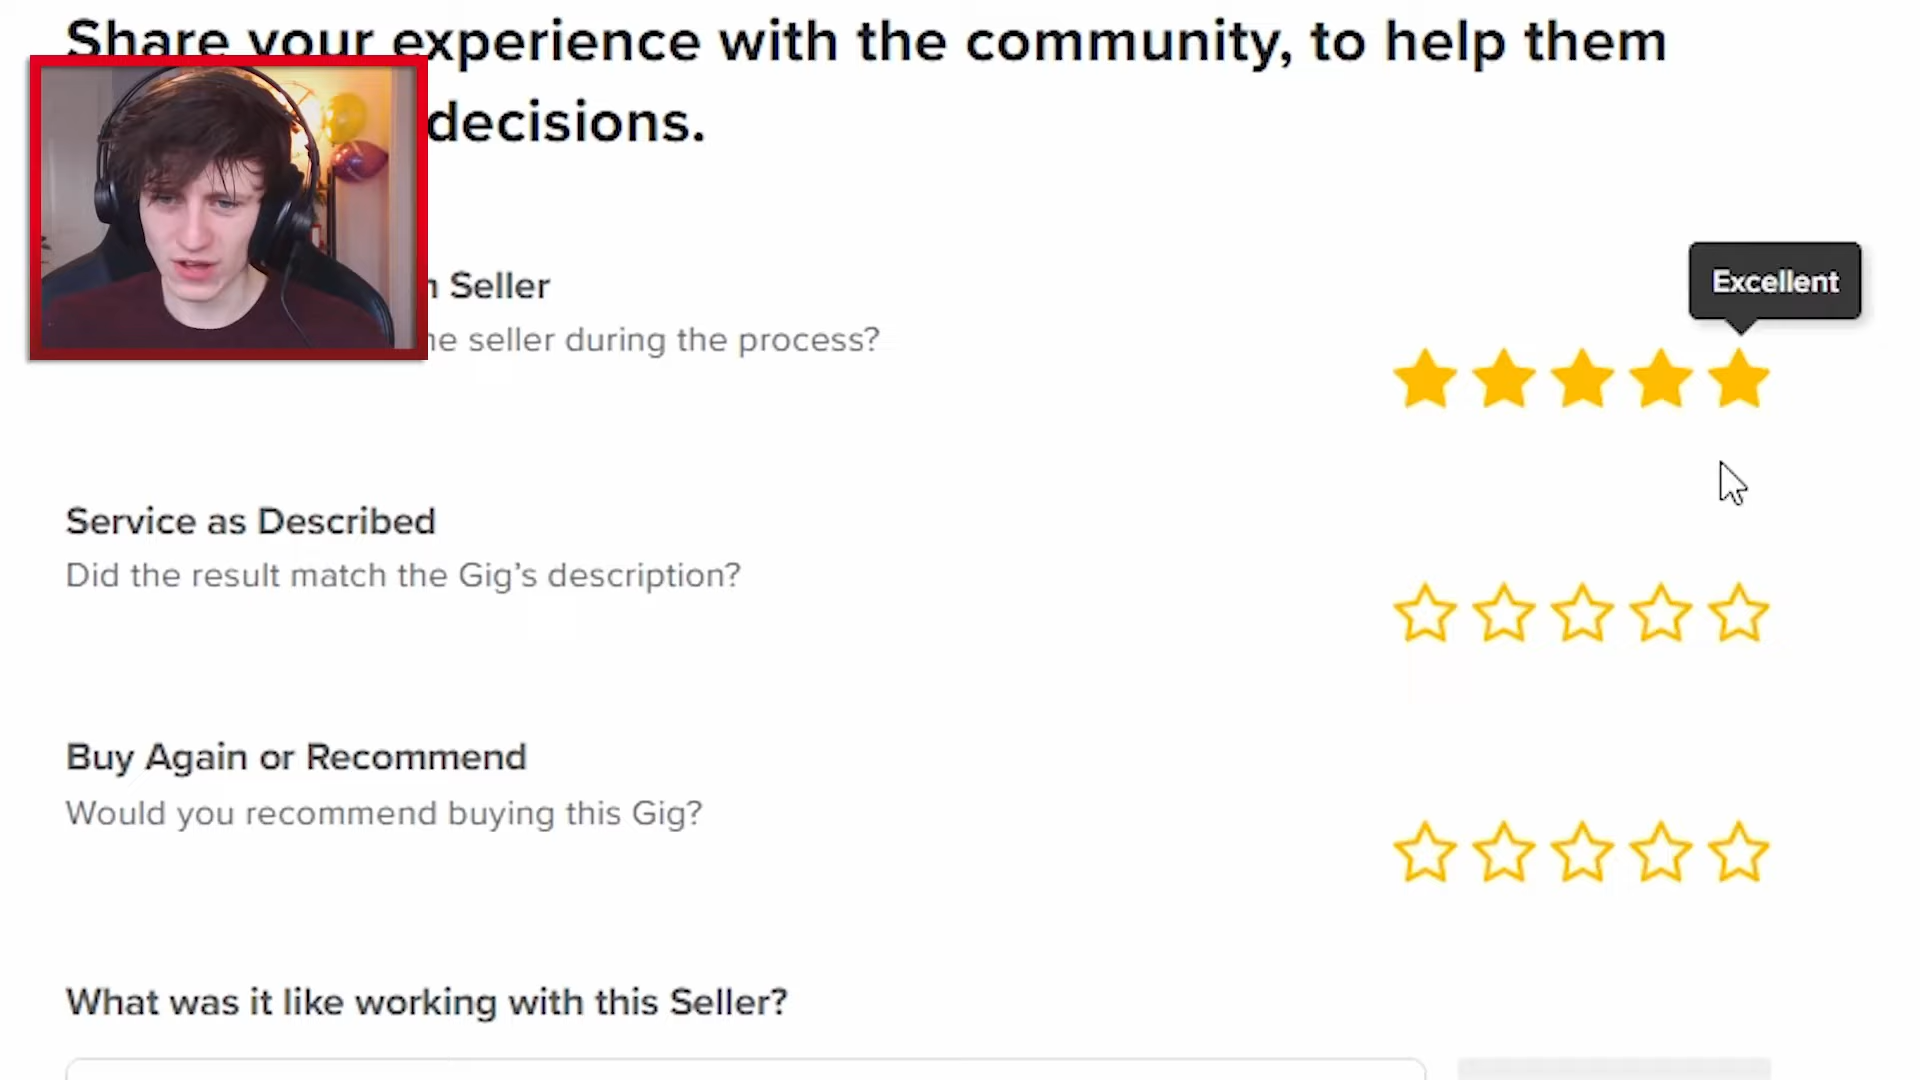 Share your experience with the community, to help them
decisions.
Seller
Excellent
seller during the process?
Service as Described
Did the result match the Gig's description?
Buy Again or Recommend
Would you recommend buying this Gig?
What was it like working with this Seller?